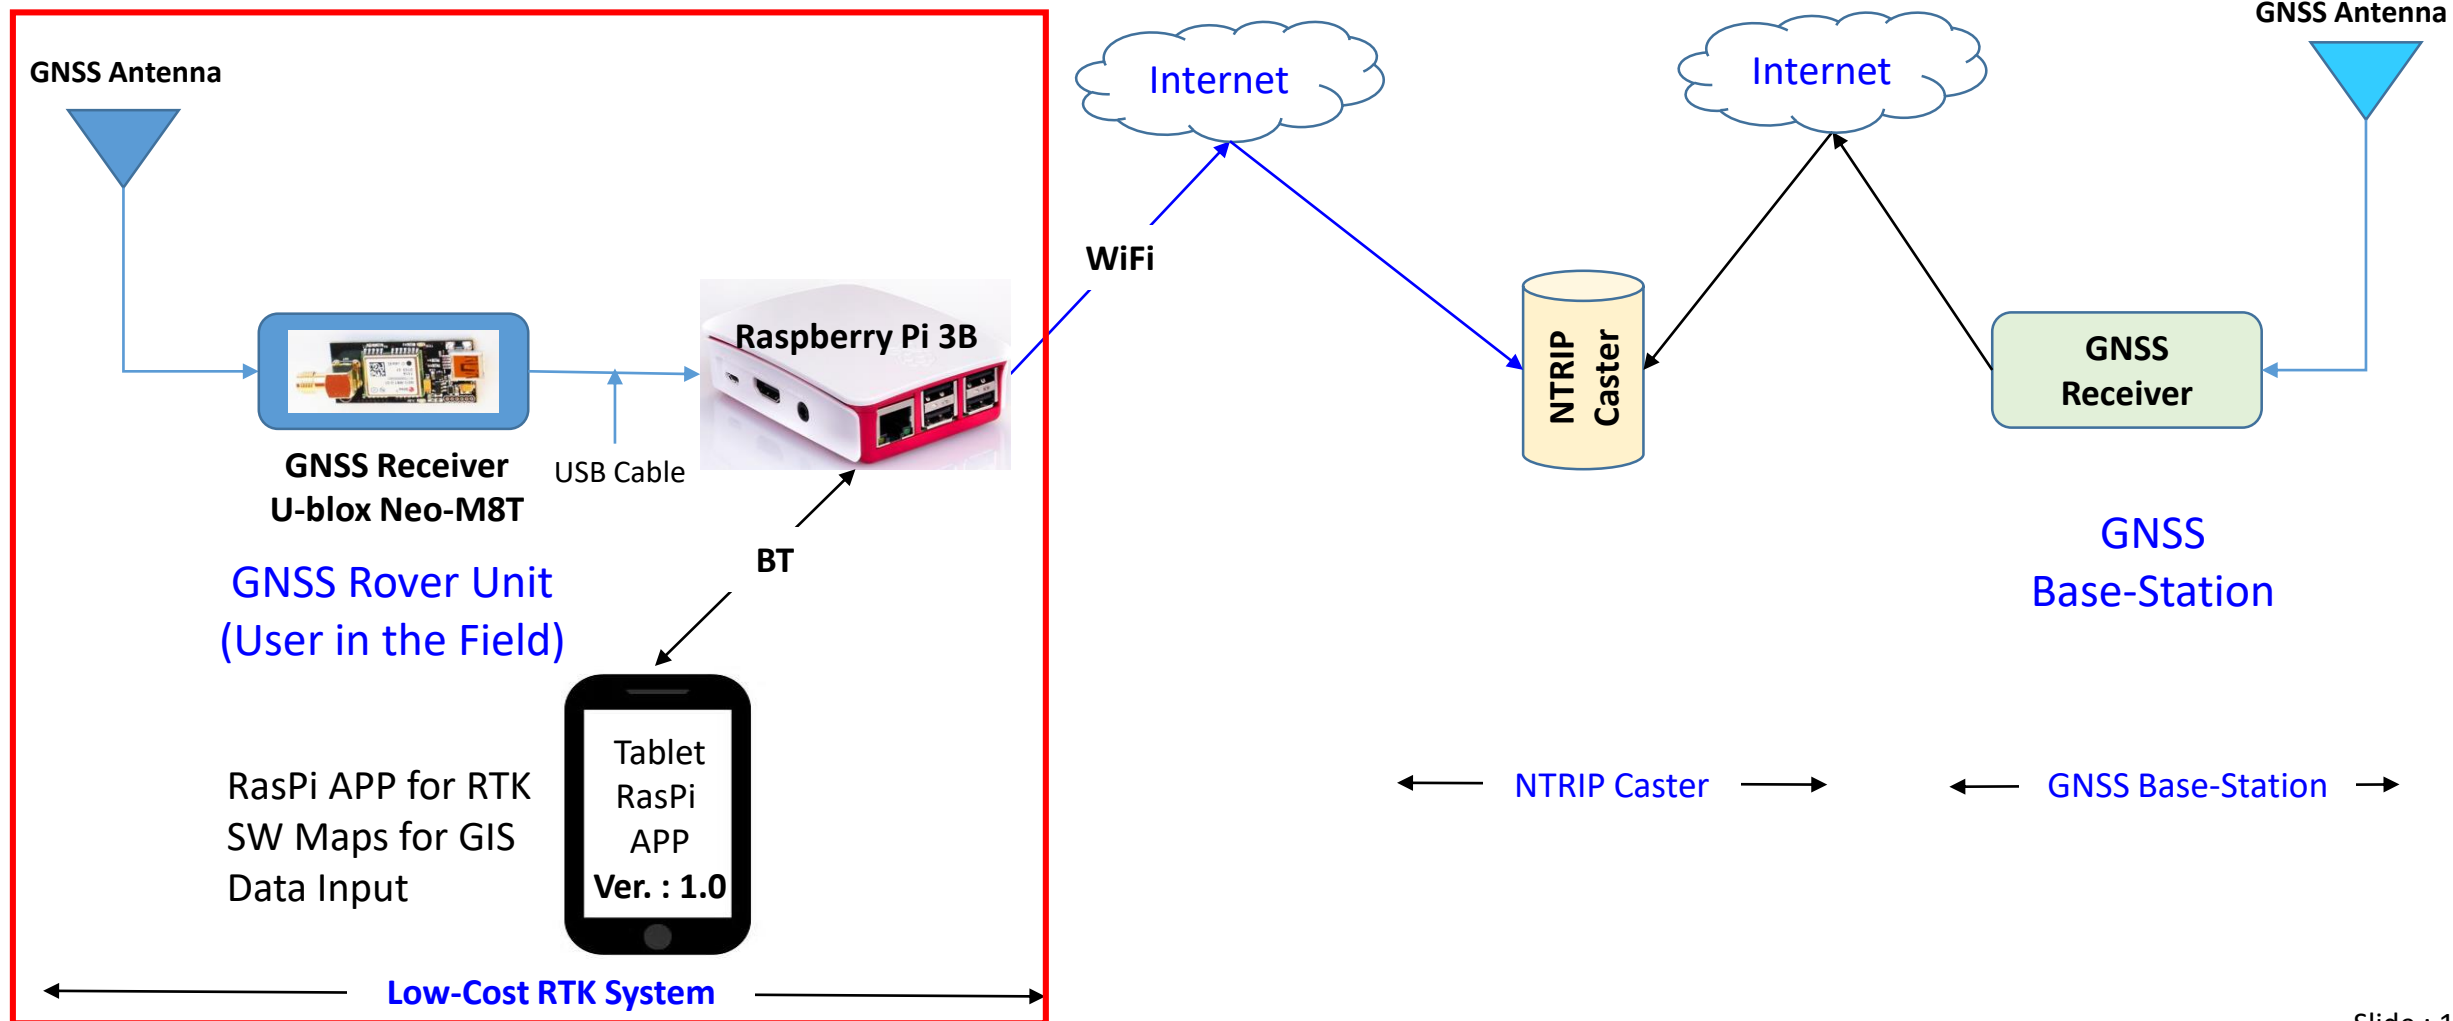 GNSS Antenna
Internet
Internet
GNSS Antenna
WiFi
Raspberry Pi 3B
NTRIP
Caster
GNSS
Receiver
GNSS Receiver
U-blox Neo-M8T
USB Cable
BT
GNSS Rover Unit
(User in the Field)
GNSS
Base-Station
Tablet
RasPi
APP
Ver. : 1.0
RasPi APP for RTK
SW Maps for GIS
Data Input
NTRIP Caster
GNSS Base-Station
Low-Cost RTK System
Slide : 1